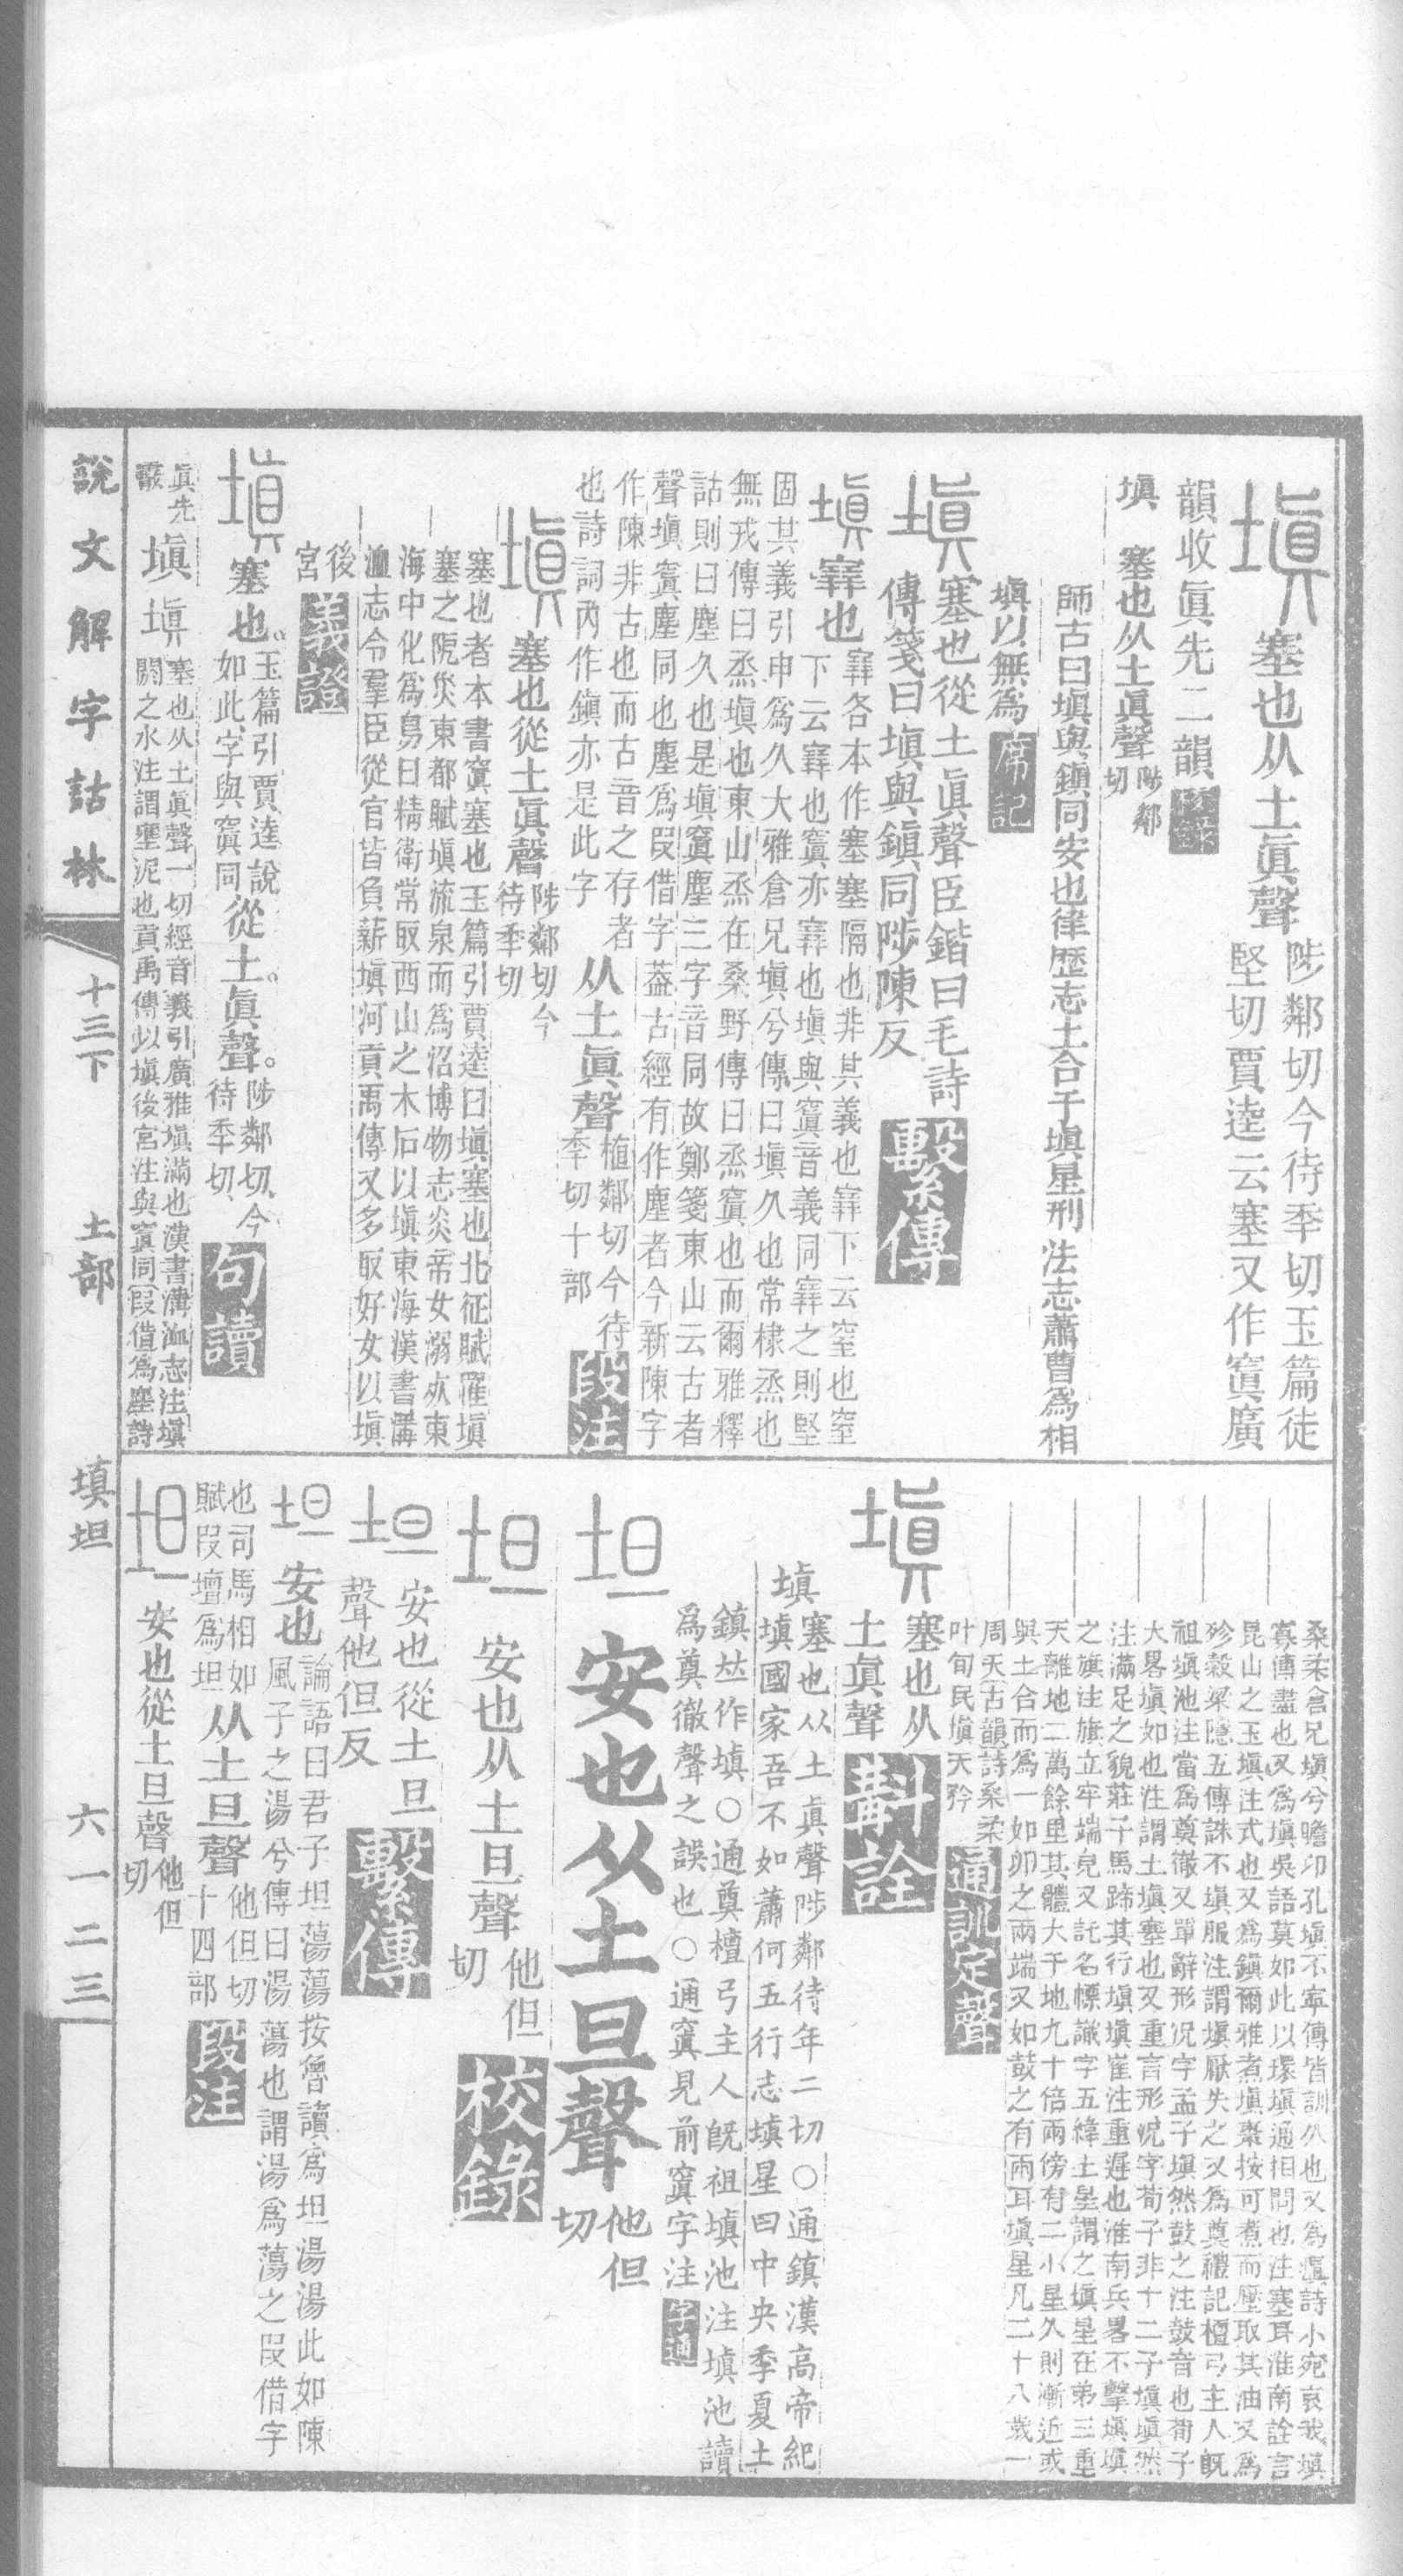 塡塞也从土眞聲陟鄰切今待秊切玉篇徒
堅切賈逵云塞又作窴廣
韻收眞先二韻
塡 塞也从土眞聲陟鄰
切
師古曰塡與鎭同安也律歷志土合于塡星刑法志蕭曹爲相
塡以無爲席記
塡塞也從土眞聲臣鍇曰毛詩
傳箋曰塡與鎭同陟陳反繫傳
塡窫也
窫各本作塞塞隔也非其義也窫下云窒也窒
下云窫也窴亦窫也塡與窴音義同窫之則堅
固其義引申爲久大雅倉兄塡兮傳曰塡久也常棣烝也
無戎傳曰烝塡也東山烝在桑野傳曰烝窴也而爾雅釋
詁則曰塵久也是塡窴塵三字音同故鄭箋東山云古者
聲塡窴塵同也塵爲叚借字葢古經有作塵者今新陳字
作陳非古也而古音之存者
也詩詞內作鎭亦是此字
从土眞聲植鄰切今待
秊切十部段注
塡塞也從土眞聲陟鄰切今
待秊切
塞也者本書窴塞也玉篇引賈逵曰塡塞也北征賦罹塡
塞之阨災東都賦塡流泉而爲沼博物志炎帝女溺死東
海中化爲鳥曰精衛常取西山之木石以塡東海漢書溝
洫志令羣臣從官皆負薪塡河貢禹傳又多取好女以塡
後
宮義證
塡塞也。玉篇引賈逵說
如此字與窴同從土。眞聲。陟鄰切今
待秊切句讀
眞先
叢塡塡塞也从土眞聲一切經音義引廣雅塡滿也漢書溝洫志注塡
閼之水注謂壅泥也貢禹傳以塡後宮注與窴同叚借爲塵詩
說文解字詁林 十三下 土部 塡坦 六一二三
桑柔倉兄塡兮瞻卬孔塡不寧傳皆訓久也又爲瘨詩小宛哀我塡
寡傳盡也又爲塡吳語莫如此以環塡通相問也注塞耳淮南詮言
昆山之玉塡注式也又爲鎭爾雅煮塡棗按可煮而壓取其油又爲
殄穀梁隱五傳誅不塡服注謂塡厭失之又爲奠禮記檀弓主人旣
祖塡池注當爲奠徹又單辭形况字孟子塡然鼓之注鼓音也荀子
大畧塡如也注謂土塡塞也又重言形況字荀子非十二子塡塡然
注滿足之貌莊子馬蹄其行塡塡崔注重遲也淮南兵畧不擊塡塡
之旗注旗立牢端皃又託名幖識字五緯土星謂之塡星在弟三重
天離地二萬餘里其體大于地九十倍兩傍有二小星久則漸近或
與土合而爲一如卵之兩端又如鼓之有兩耳塡星凡二十八歲一
周天古韻詩桑柔
叶旬民塡天矜通訓定聲
塡塞也从
土眞聲斠詮
塡塞也从土眞聲陟鄰待年二切○通鎭漢高帝紀
塡國家吾不如蕭何五行志塡星曰中央季夏土
鎭竝作塡○通奠檀弓主人旣祖塡池注塡池讀
爲奠徹聲之誤也○通窴見前窴字注字通
坦安也从土旦聲他但
切
坦安也从土旦聲他但
切校錄
坦安也從土旦
聲他但反繫傳
坦安也論語曰君子坦蕩蕩按魯讀爲坦湯湯此如陳
風子之湯兮傳曰湯蕩也謂湯爲蕩之叚借字
也司馬相如
賦叚壇爲坦从土旦聲他但切
十四部段注
坦安也從土旦聲他但
切